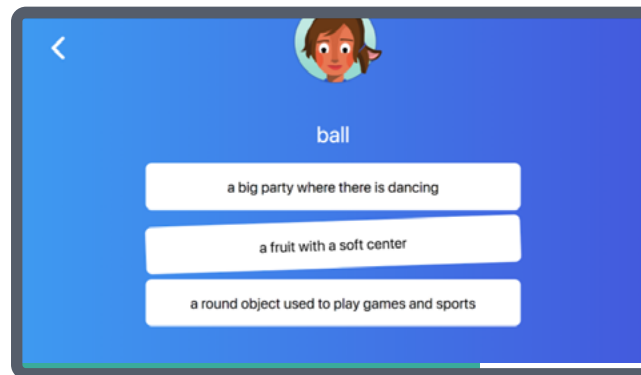 ball
a big party where there is dancing
a fruit with a soft center
a round object used to play games and sports